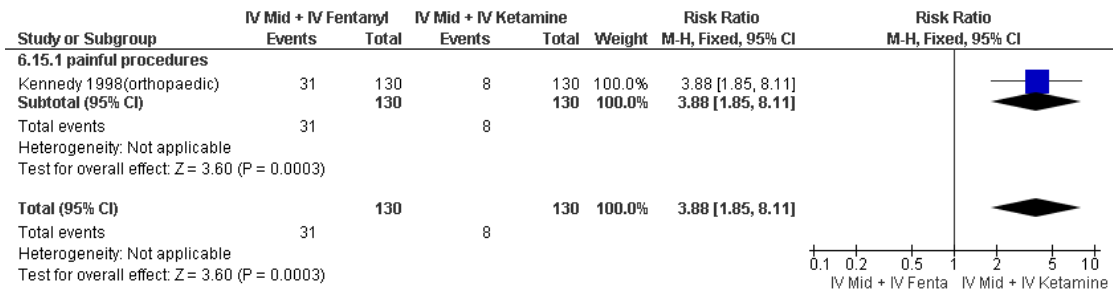 IV Mid + IV Fentanyl IV Mid + IV Ketamine Risk Ratio Risk Ratio
Study or Subgroup Events Total Events Total Weight M-H, Fixed, 95% CI M-H, Fixed, 95% CI
6.15.1 painful procedures
Kennedy 1998(orthopaedic) 31 130 8 130 100.0% 3.88 [1.85, 8.11]
Subtotal (95% CI) 130 130 100.0% 3.88 [1.85, 8.11]
Total events 31 8
Heterogeneity: Not applicable
Test for overall effect: Z = 3.60 (P = 0.0003)
Total (95% CI) 130 130 100.0% 3.88 [1.85, 8.11]
Total events 31 8
Heterogeneity: Not applicable
Test for overall effect: Z = 3.60 (P = 0.0003)
0.1 0.2 0.5 1 2 5 10
IV Mid + IV Fenta IV Mid + IV Ketamine